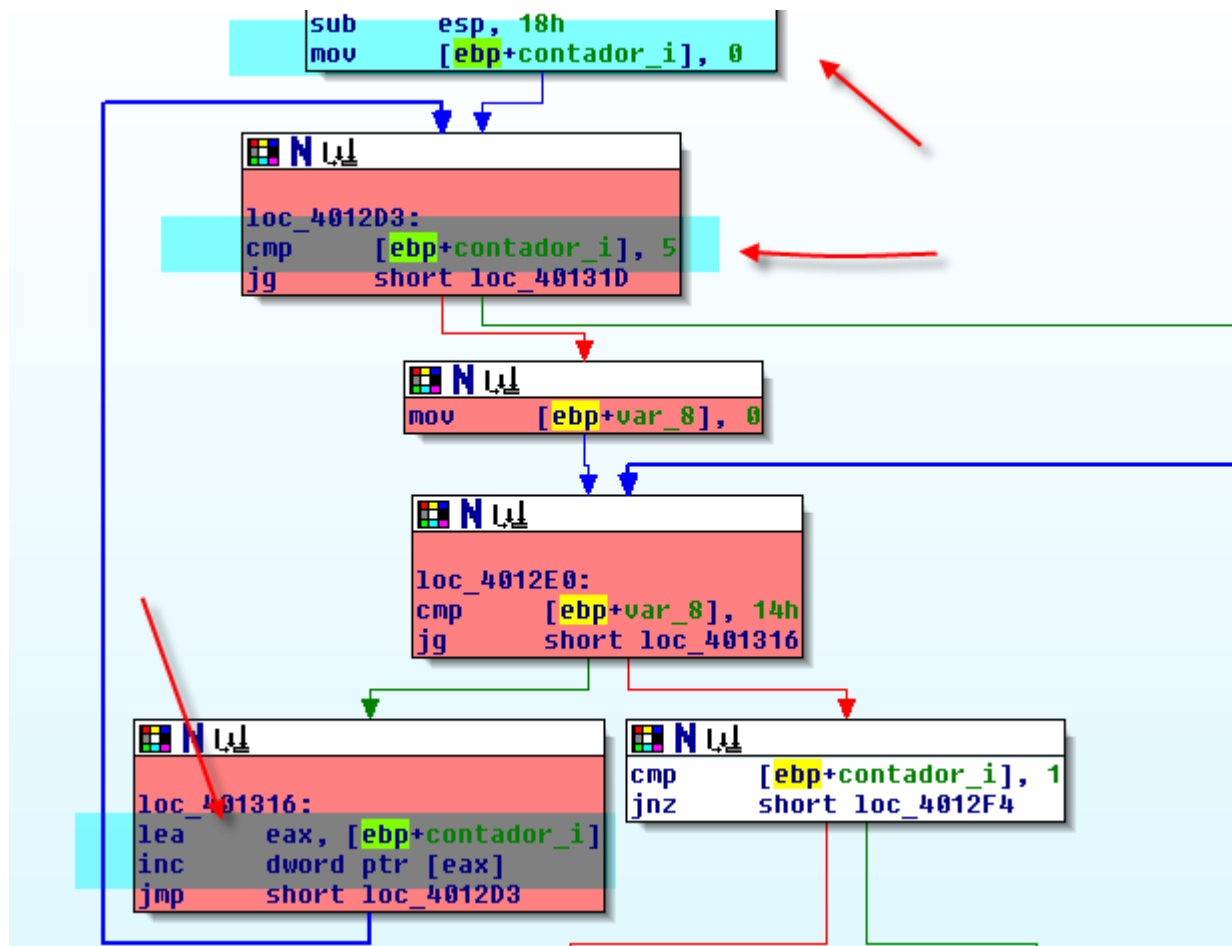 sub esp, 18h
mov [ebp+contador_i], 0
N
loc_4012D3:
cmp [ebp+contador_i], 5
jg short loc_40131D
N
mov [ebp+var_8], 0
N
loc_4012E0:
cmp [ebp+var_8], 14h
jg short loc_401316
N
loc_401316:
lea eax, [ebp+contador_i]
inc dword ptr [eax]
jmp short loc_4012D3
N
cmp [ebp+contador_i], 1
jnz short loc_4012F4